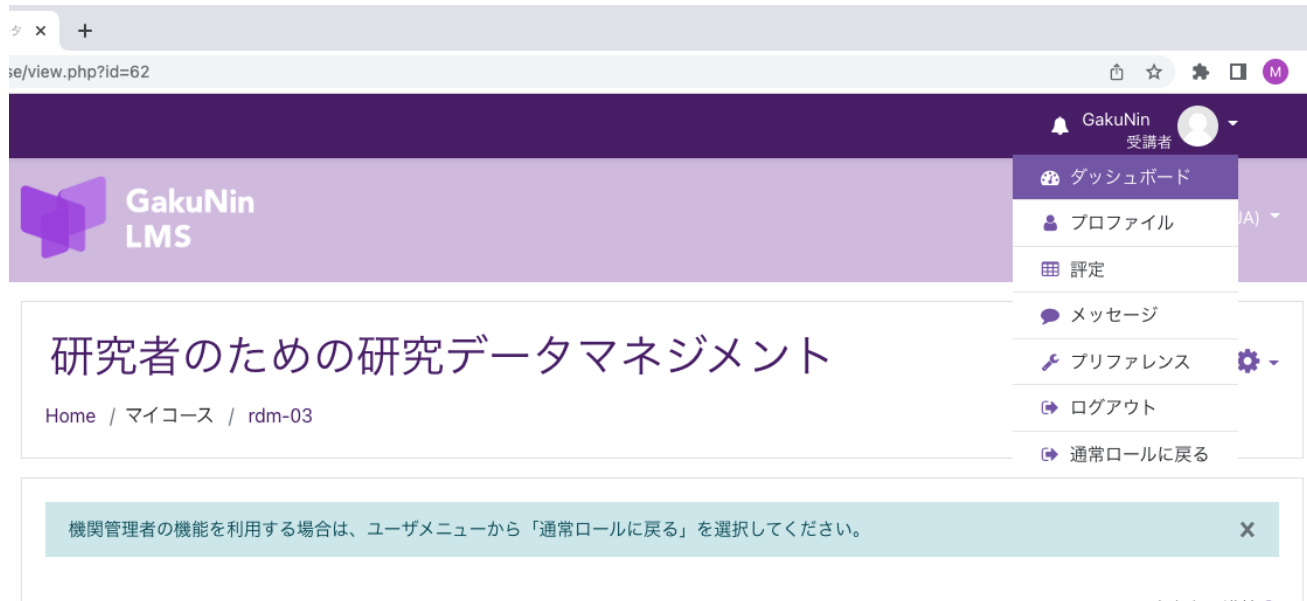 タ
se/view.php?id=62
M
GakuNin
受講者
GakuNin
LMS
ダッシュボード
JA)
プロファイル
評定
メッセージ
プリファレンス
ログアウト
通常ロールに戻る
研究者のための研究データマネジメント
Home / マイコース / rdm-03
機関管理者の機能を利用する場合は、ユーザメニューから「通常ロールに戻る」を選択してください。